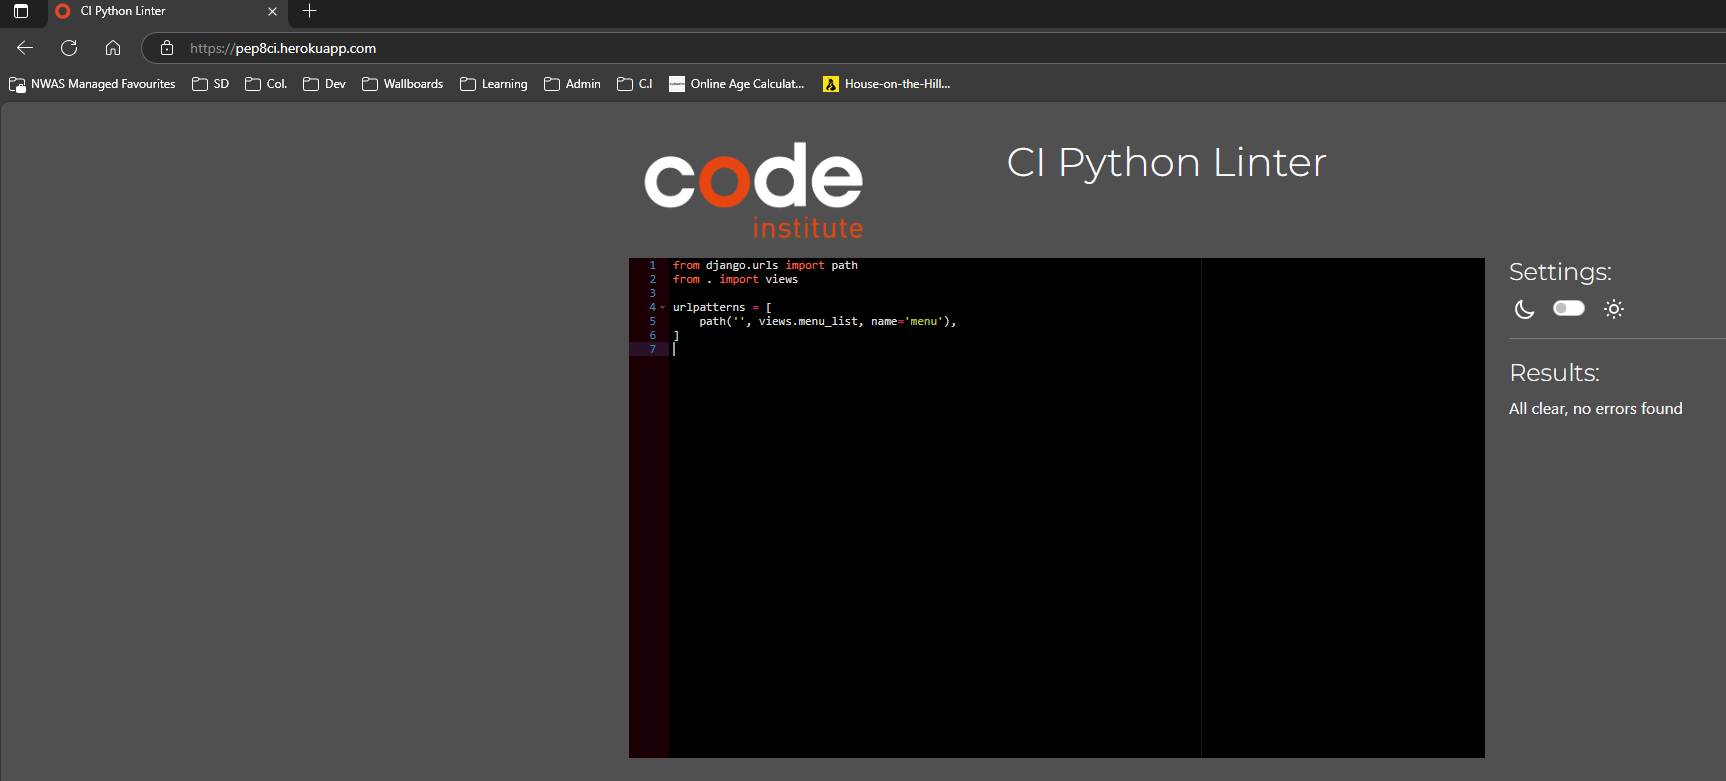 CI Python Linter
https://pep8ci.herokuapp.com
NWAS Managed Favourites SD Col. Dev Wallboards Learning Admin C.I Online Age Calculat... House-on-the-Hill...
code
institute
CI Python Linter
1 from django.urls import path
2 from . import views
3
4 urlpatterns = [
5     path('', views.menu_list, name='menu'),
6 ]
7
Settings:
Results:
All clear, no errors found